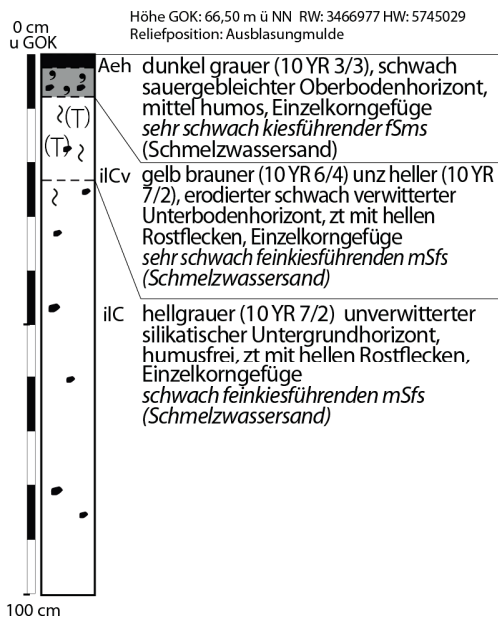 Höhe GOK: 66,50 m ü NN RW: 3466977 HW: 5745029
Reliefposition: Ausblasungmulde
0 cm
u GOK
Aeh
dunkel grauer (10 YR 3/3), schwach
sauergebleichter Oberbodenhorizont,
mittel humos, Einzelkorngefüge
sehr schwach kiesführender fSms
(Schmelzwassersand)
(T)
(T)
ilCv
gelb brauner (10 YR 6/4) unz heller (10 YR
7/2), erodierter schwach verwitterter
Unterbodenhorizont, zt mit hellen
Rostflecken, Einzelkorngefüge
sehr schwach feinkiesführenden mSfs
(Schmelzwassersand)
ilC
hellgrauer (10 YR 7/2) unverwitterter
silikatischer Untergrundhorizont,
humusfrei, zt mit hellen Rostflecken,
Einzelkorngefüge
schwach feinkiesführenden mSfs
(Schmelzwassersand)
100 cm